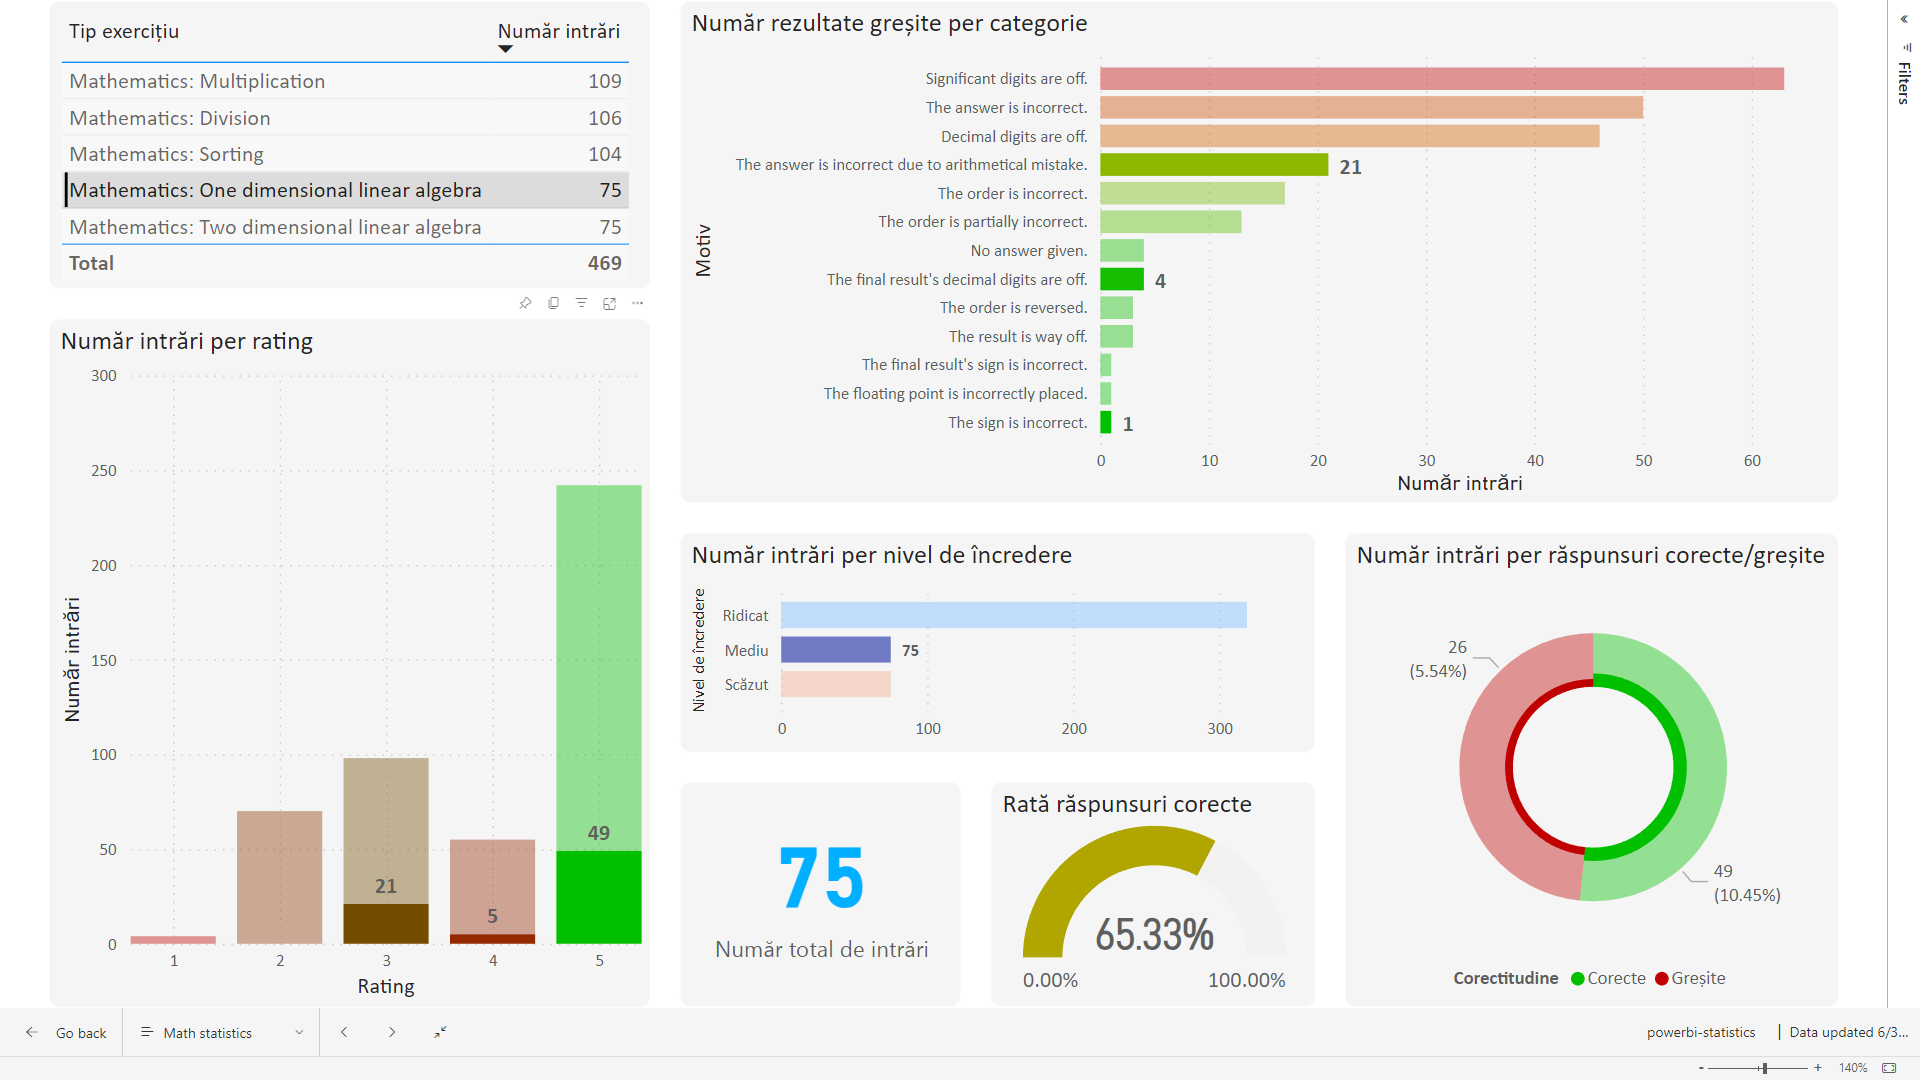 Tip exercițiu Număr intrări
Mathematics: Multiplication 109
Mathematics: Division 106
Mathematics: Sorting 104
Mathematics: One dimensional linear algebra 75
Mathematics: Two dimensional linear algebra 75
Total 469
Număr intrări per rating
Număr intrări
300
250
200
150
100
50
0
21
5
49
1 2 3 4 5
Rating
Număr rezultate greșite per categorie
Motiv
Significant digits are off.
The answer is incorrect.
Decimal digits are off.
The answer is incorrect due to arithmetical mistake. 21
The order is incorrect.
The order is partially incorrect.
No answer given.
The final result's decimal digits are off. 4
The order is reversed.
The result is way off.
The final result's sign is incorrect.
The floating point is incorrectly placed.
The sign is incorrect. 1
0 10 20 30 40 50 60
Număr intrări
Număr intrări per nivel de încredere
Nivel de încredere
Ridicat
Mediu 75
Scăzut
0 100 200 300
75
Număr total de intrări
Rată răspunsuri corecte
65.33%
0.00% 100.00%
Număr intrări per răspunsuri corecte/greșite
26
(5.54%)
49
(10.45%)
Corectitudine Corecte Greșite
Filters
Go back Math statistics
powerbi-statistics | Data updated 6/3...
- + 140%